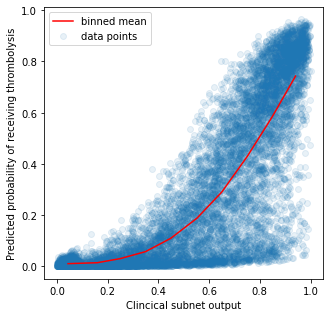 binned mean
data points
Predicted probability of receiving thrombolysis
1.0
0.8
0.6
0.4
0.2
0.0
0.0 0.2 0.4 0.6 0.8 1.0
Clincical subnet output